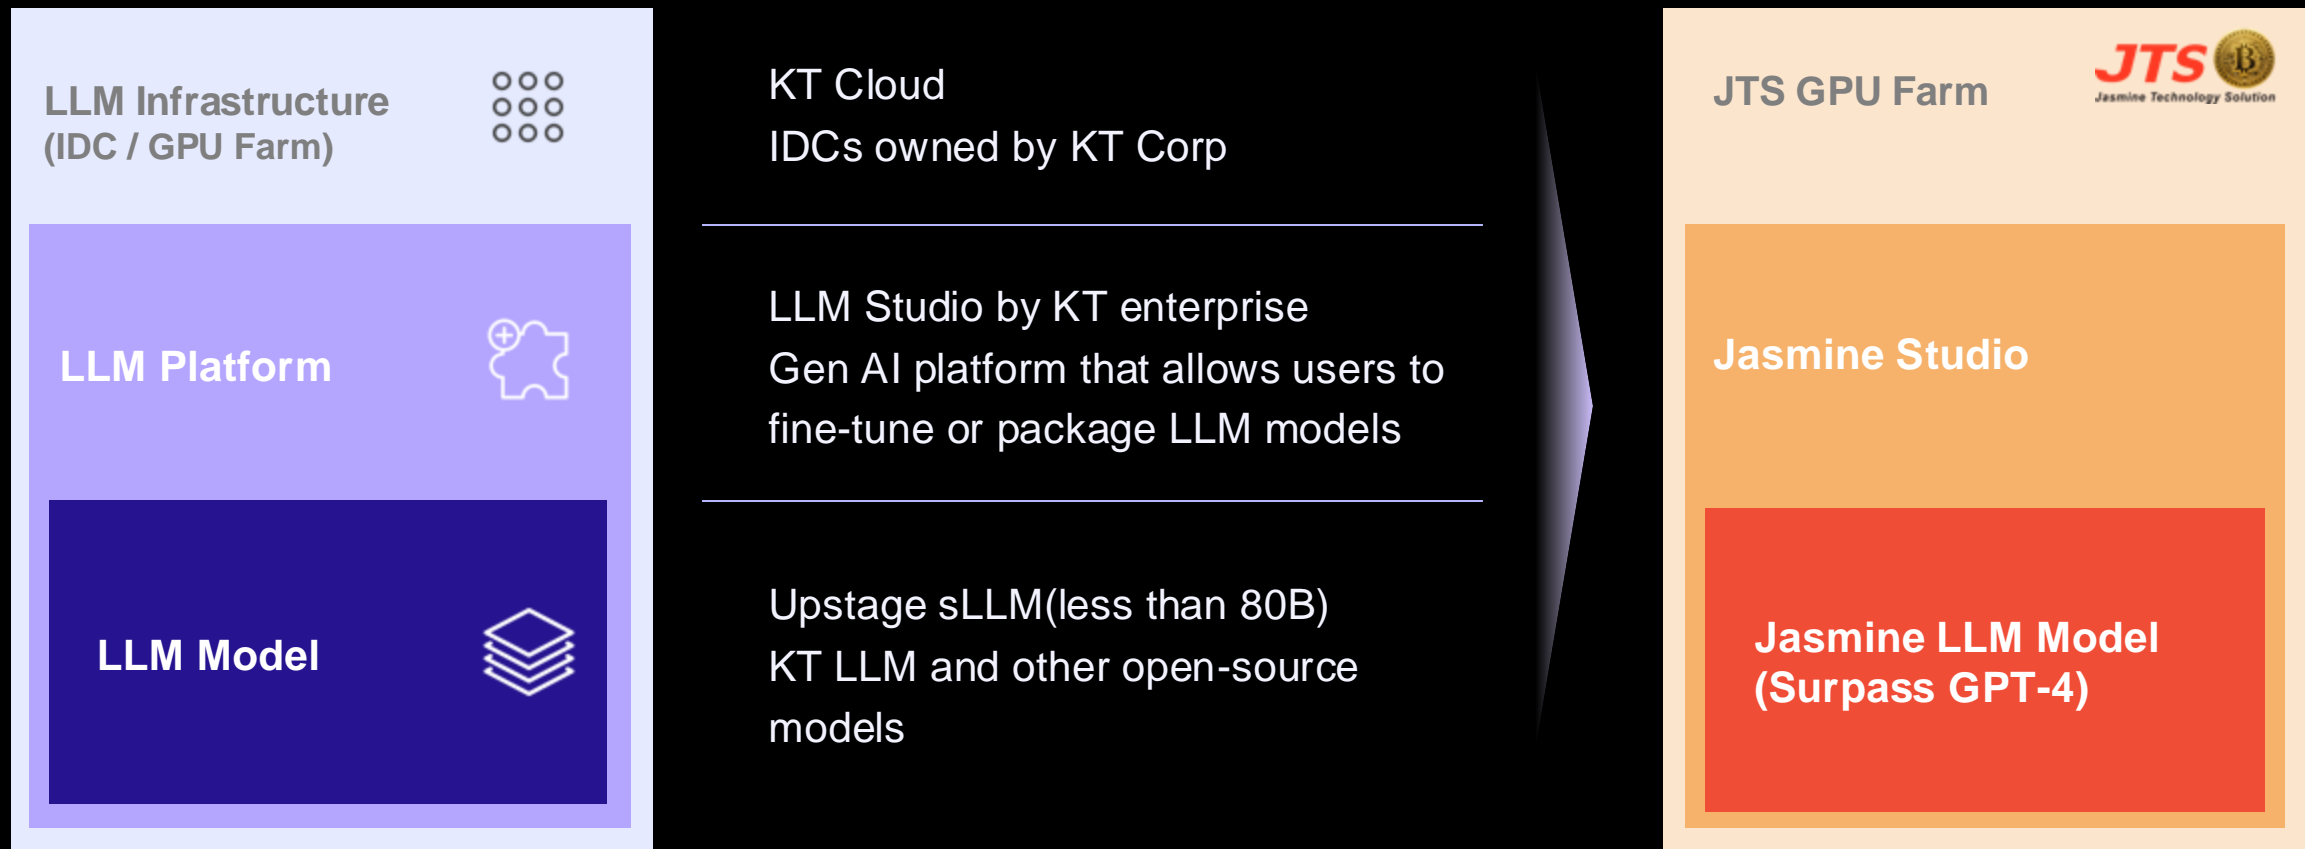 LLM Infrastructure
(IDC / GPU Farm)
KT Cloud
IDCs owned by KT Corp
JTS GPU Farm
JTS
B
Jasmine Technology Solution
LLM Platform
LLM Studio by KT enterprise
Gen AI platform that allows users to
fine-tune or package LLM models
Jasmine Studio
LLM Model
Upstage sLLM(less than 80B)
KT LLM and other open-source
models
Jasmine LLM Model
(Surpass GPT-4)